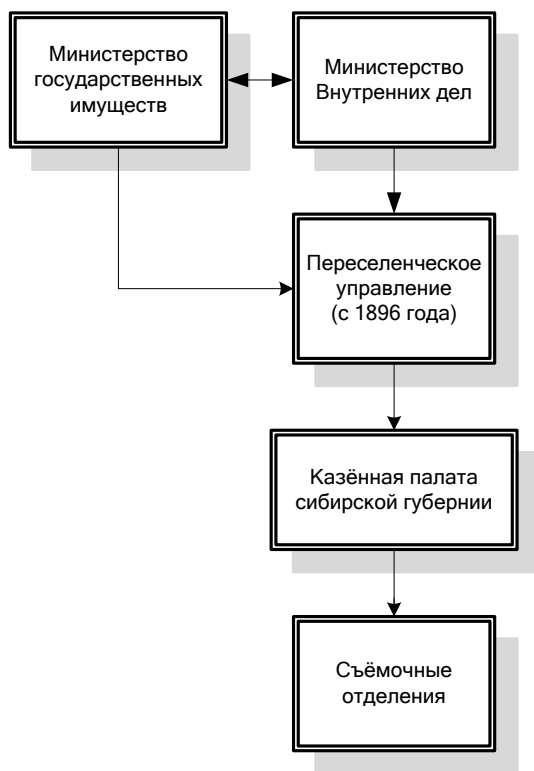 Министерство
государственных
имуществ
Министерство
Внутренних дел
Переселенческое
управление
(с 1896 года)
Казённая палата
сибирской губернии
Съёмочные
отделения